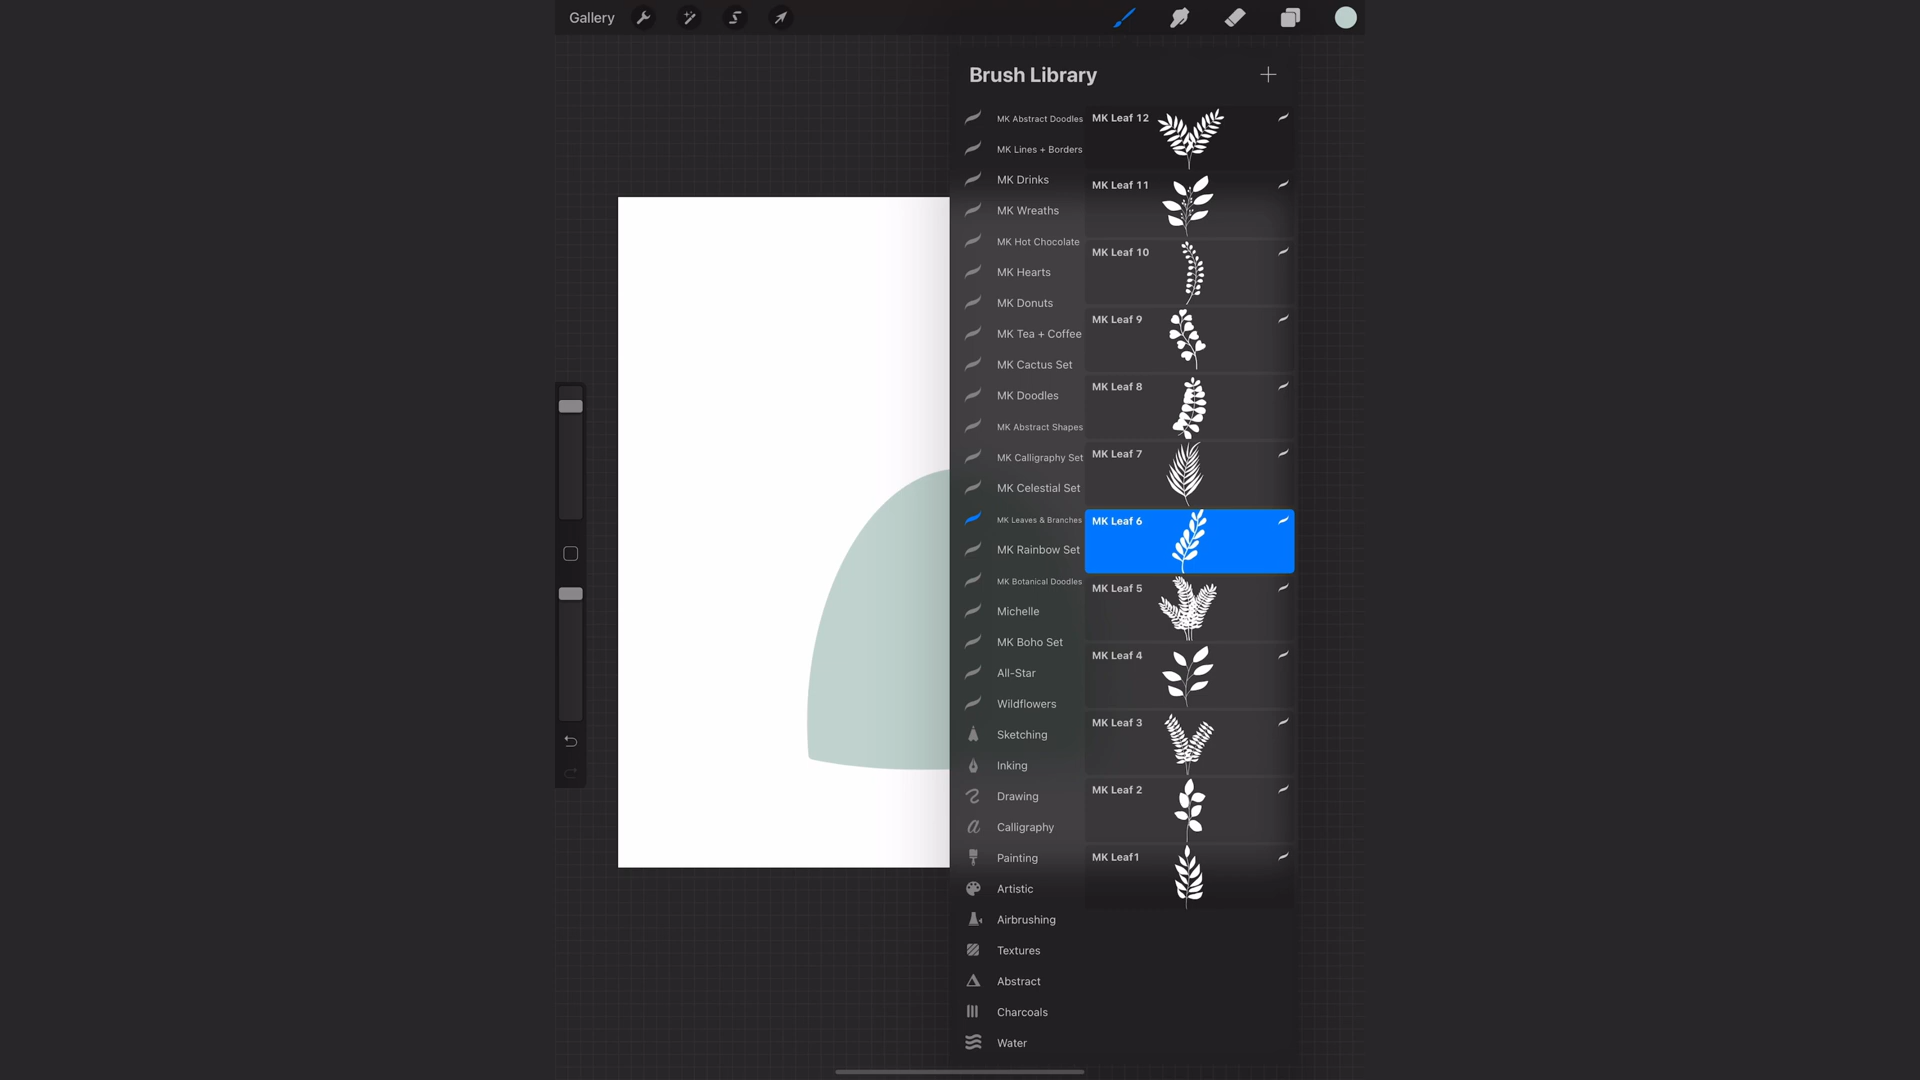 Gallery
Brush Library
MK Abstract Doodles
MK Lines + Borders
MK Drinks
MK Wreaths
MK Hot Chocolate
MK Hearts
MK Donuts
MK Tea + Coffee
MK Cactus Set
MK Doodles
MK Abstract Shapes
MK Calligraphy Set
MK Celestial Set
MK Leaves & Branches
MK Rainbow Set
MK Botanical Doodles
Michelle
MK Boho Set
All-Star
Wildflowers
Sketching
Inking
Drawing
Calligraphy
Painting
Artistic
Airbrushing
Textures
Abstract
Charcoals
Water
MK Leaf 12
MK Leaf 11
MK Leaf 10
MK Leaf 9
MK Leaf 8
MK Leaf 7
MK Leaf 6
MK Leaf 5
MK Leaf 4
MK Leaf 3
MK Leaf 2
MK Leaf1